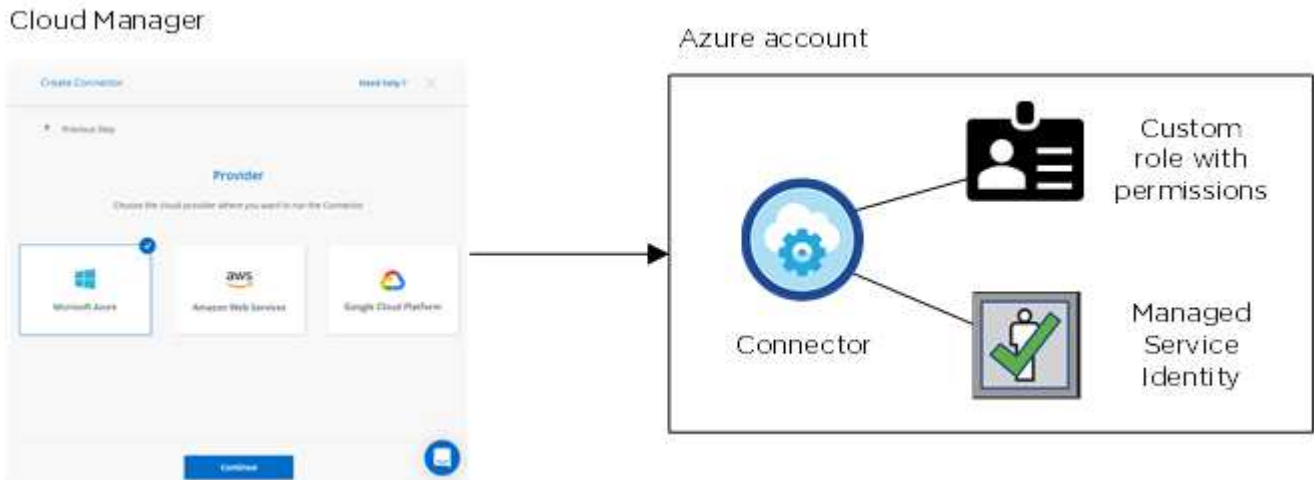 Cloud Manager
Create Connector
Need help?
Previous Step
Provider
Choose the cloud provider where you want to run the Connector
Microsoft Azure
aws
Amazon Web Services
Google Cloud Platform
Continue
Azure account
Connector
Custom
role with
permissions
Managed
Service
Identity